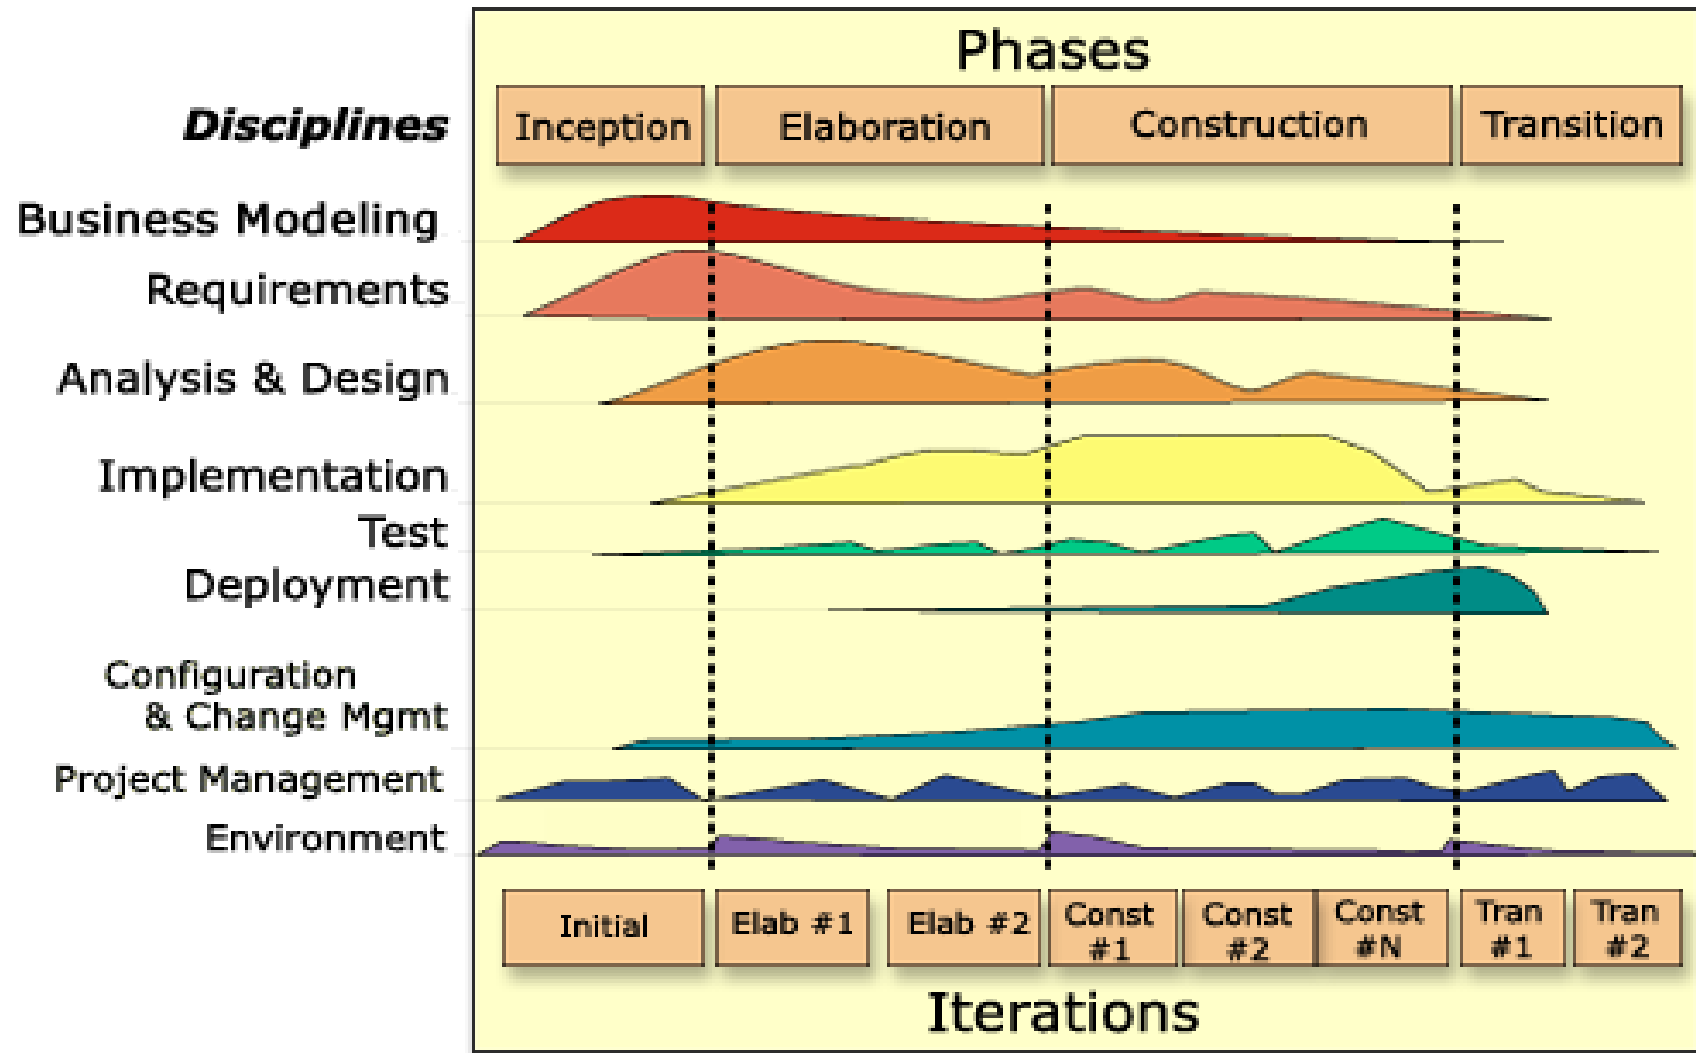 Phases
Disciplines
Inception
Elaboration
Construction
Transition
Business Modeling
Requirements
Analysis & Design
Implementation
Test
Deployment
Configuration
& Change Mgmt
Project Management
Environment
Initial
Elab #1
Elab #2
Const
#1
Const
#2
Const
#N
Tran
#1
Tran
#2
Iterations